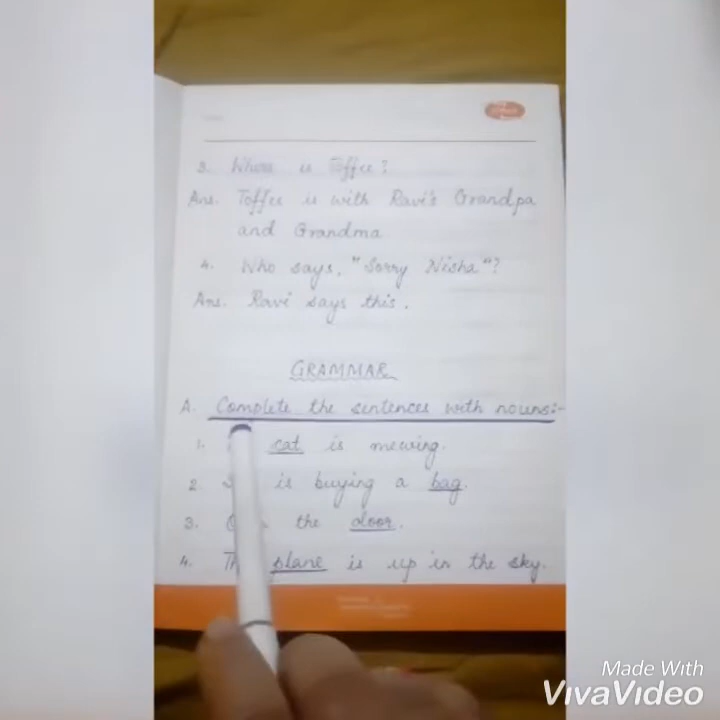 3. Where is Toffee?
Ans. Toffee is with Ravi's Grandpa
and Grandma
4. Who says, "Sorry Nisha"?
Ans. Ravi says this.
GRAMMAR
A. Complete the sentences with nouns:-
1. cat is mewing.
2 is buying a bag.
3. the door.
4. The plane is up in the sky.
Made With
VivaVideo